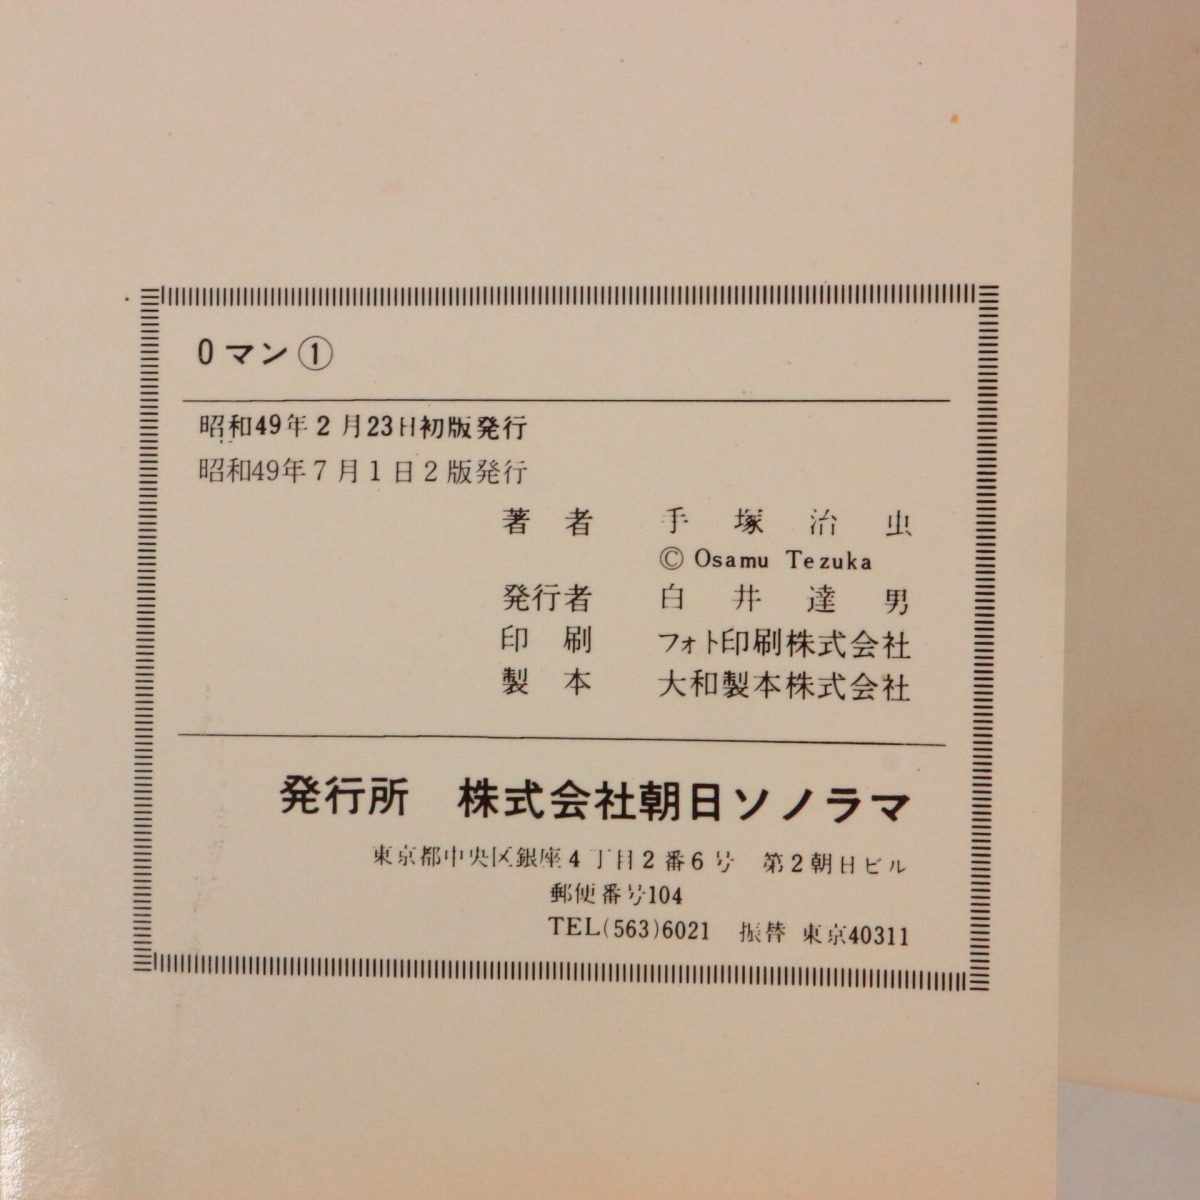 0マン①
昭和49年2月23日初版発行
昭和49年7月1日2版発行
著者 手塚治虫
© Osamu Tezuka
発行者 白井達男
印刷 フォト印刷株式会社
製本 大和製本株式会社
発行所 株式会社朝日ソノラマ
東京都中央区銀座4丁目2番6号 第2朝日ビル
郵便番号104
TEL(563)6021 振替 東京40311